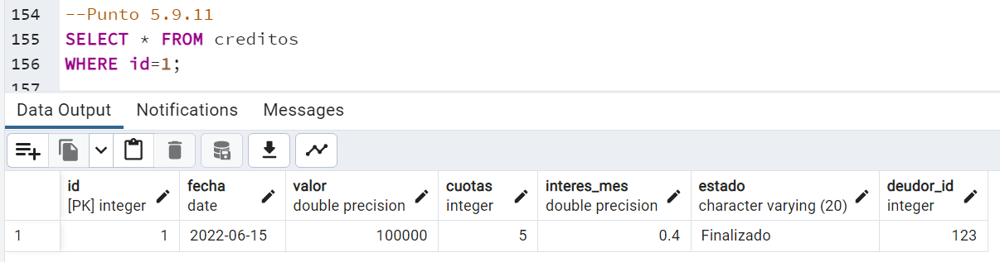 154 --Punto 5.9.11
155 SELECT * FROM creditos
156 WHERE id=1;
157
Data Output Notifications Messages
id fecha valor cuotas interes_mes estado deudor_id
[PK] integer date double precision integer double precision character varying (20) integer
1 1 2022-06-15 100000 5 0.4 Finalizado 123